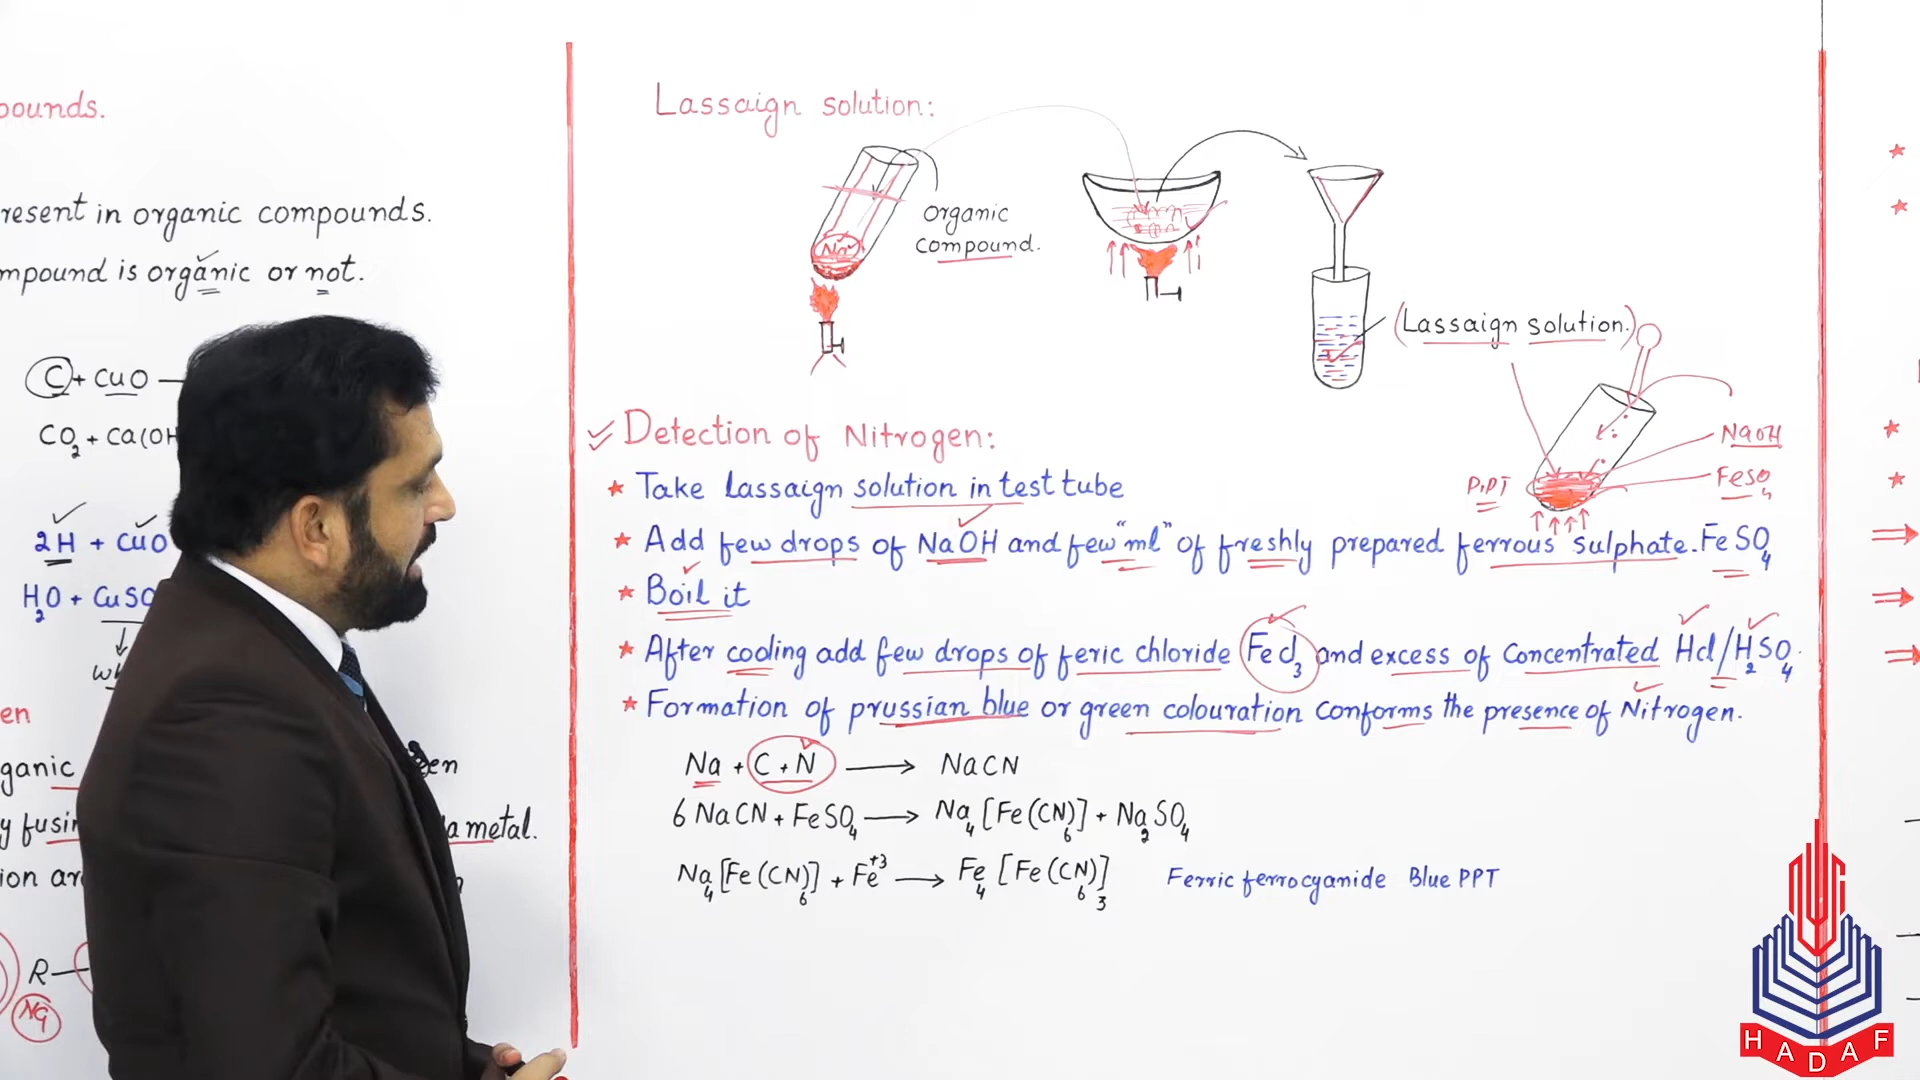 pounds.
resent in organic compounds.
mpound is organic or not.
C + CuO
CO2 + Ca(OH
2H + CuO
H2O + CuSO
wh
en
ganic
en
y fusin
a metal.
ion ar
R
Lassaign solution:
Na
organic
compound.
(Lassaign solution.)
NaOH
FeSO4
P.PT
Detection of Nitrogen:
★ Take lassaign solution in test tube
★ Add few drops of NaOH and few "ml" of freshly prepared ferrous sulphate. FeSO4
★ Boil it
★ After cooling add few drops of feric chloride FeCl3 and excess of concentrated Hcl/H2SO4.
★ Formation of prussian blue or green colouration conforms the presence of Nitrogen.
Na + C + N ⟶ NaCN
6 NaCN + FeSO4 ⟶ Na4[Fe(CN)6] + Na2SO4
Na4[Fe(CN)6] + Fe+3 ⟶ Fe4[Fe(CN)6]3 Ferric ferrocyanide Blue PPT
HADAF